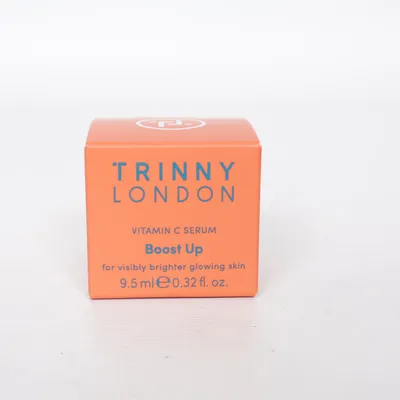 TRINNY
LONDON
VITAMIN C SERUM
Boost Up
for visibly brighter glowing skin
9.5 ml ℮ 0.32 fl. oz.